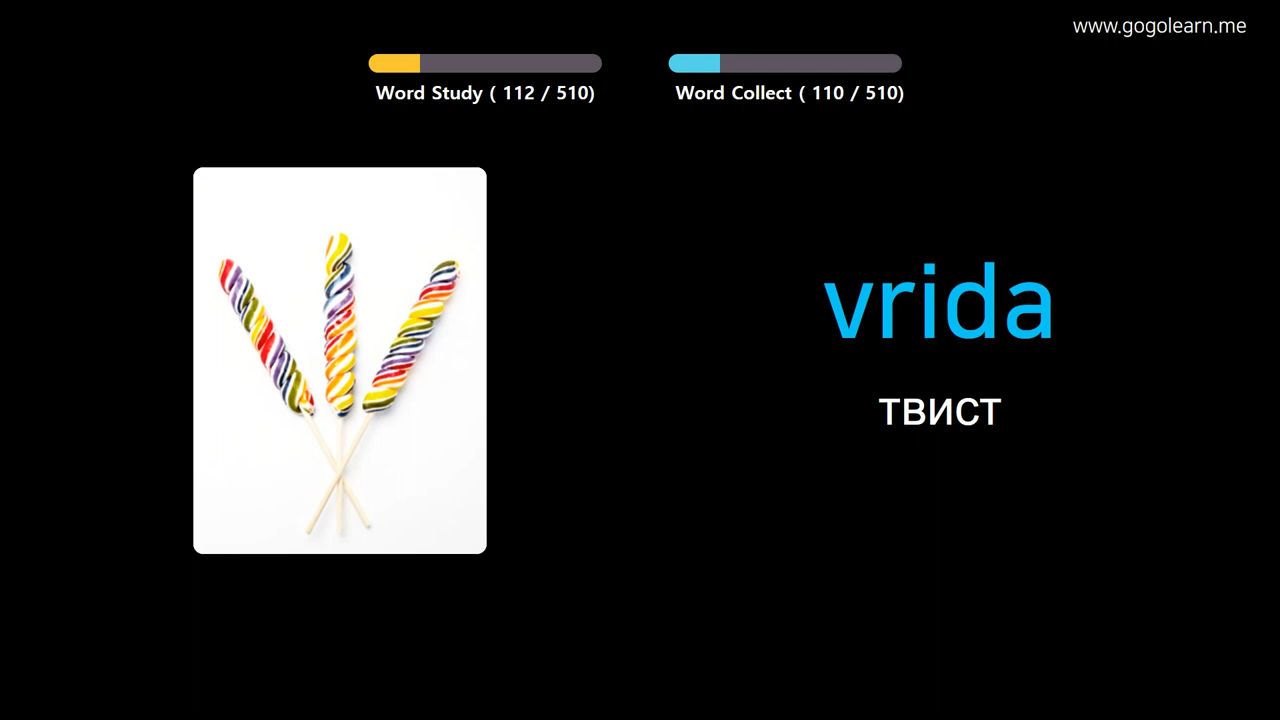 www.gogolearn.me
Word Study ( 112 / 510)
Word Collect ( 110 / 510)
vrida
твист